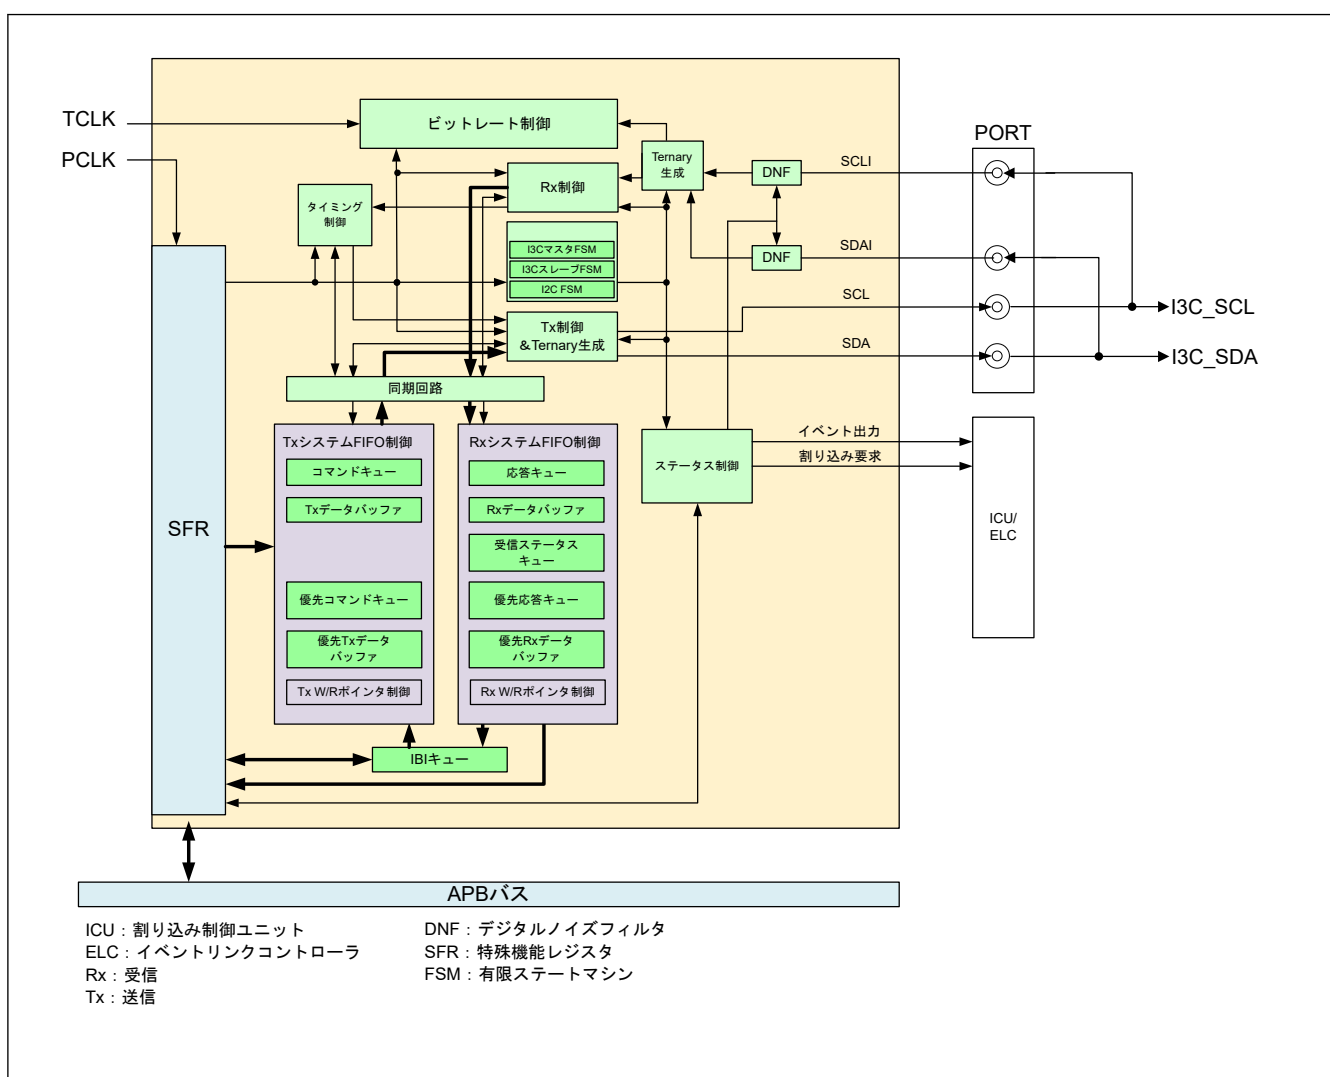 TCLK
PCLK
ビットレート制御
Ternary
生成
Rx制御
タイミング
制御
DNF
DNF
SCLI
SDAI
SCL
SDA
PORT
I3C_SCL
I3C_SDA
I3CマスタFSM
I3CスレーブFSM
I2C FSM
Tx制御
&Ternary生成
同期回路
SFR
TxシステムFIFO制御
コマンドキュー
Txデータバッファ
優先コマンドキュー
優先Txデータ
バッファ
Tx W/Rポインタ制御
RxシステムFIFO制御
応答キュー
Rxデータバッファ
受信ステータス
キュー
優先応答キュー
優先Rxデータ
バッファ
Rx W/Rポインタ制御
IBIキュー
ステータス制御
イベント出力
割り込み要求
ICU/
ELC
APBバス
ICU：割り込み制御ユニット
ELC：イベントリンクコントローラ
Rx：受信
Tx：送信
DNF：デジタルノイズフィルタ
SFR：特殊機能レジスタ
FSM：有限ステートマシン